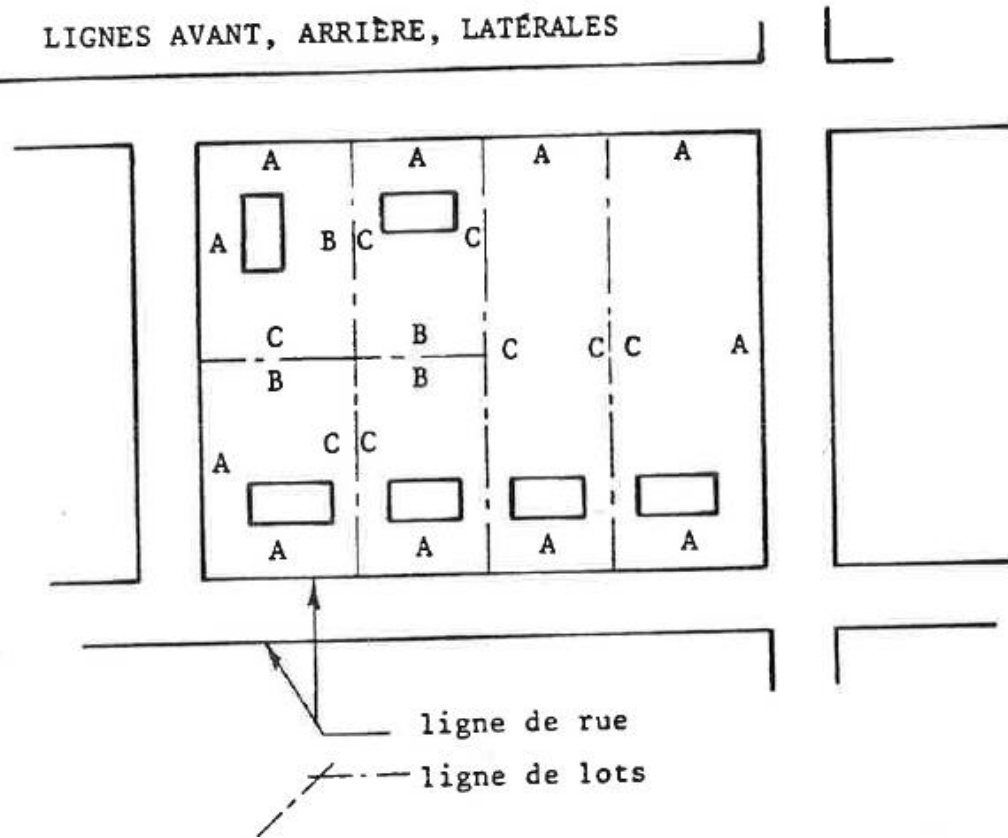 LIGNES AVANT, ARRIÈRE, LATÉRALES
A A A A
A B C C
C B C C C A
B B
A C C
A A A A
ligne de rue
ligne de lots